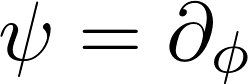 ψ = ∂_ϕ